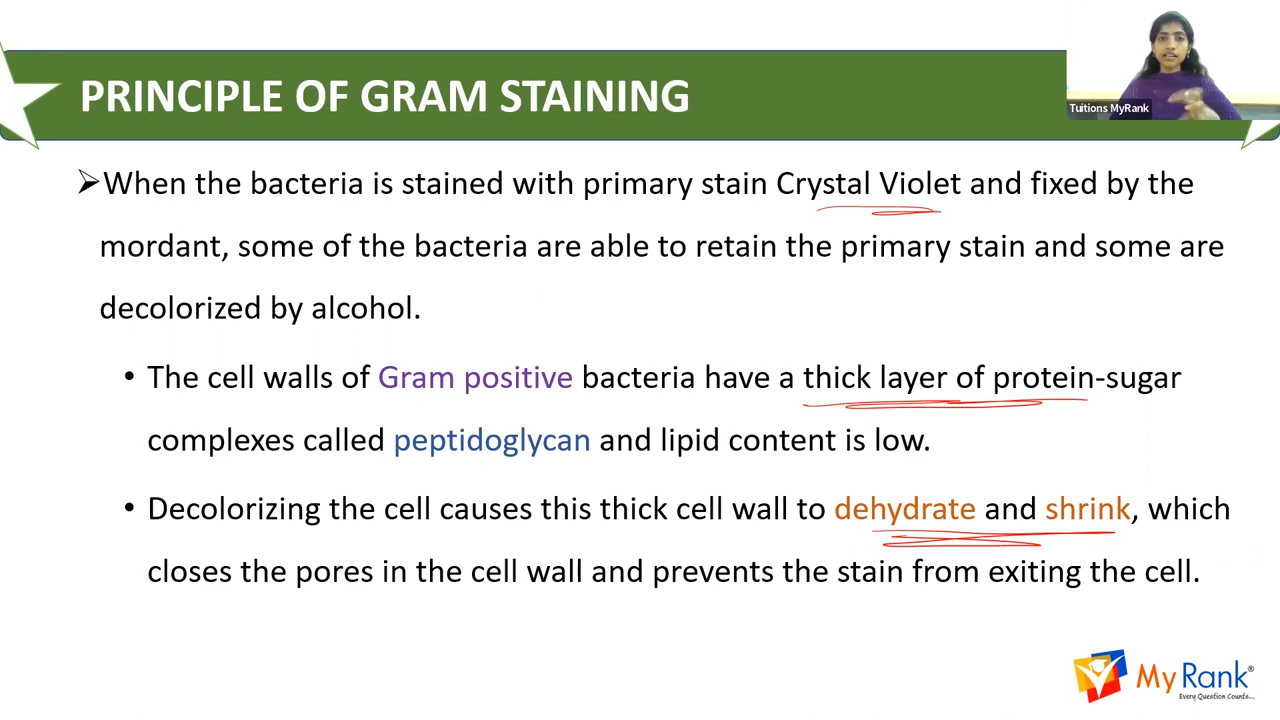 PRINCIPLE OF GRAM STAINING
Tuitions MyRank
➢When the bacteria is stained with primary stain Crystal Violet and fixed by the
mordant, some of the bacteria are able to retain the primary stain and some are
decolorized by alcohol.
• The cell walls of Gram positive bacteria have a thick layer of protein-sugar
complexes called peptidoglycan and lipid content is low.
• Decolorizing the cell causes this thick cell wall to dehydrate and shrink, which
closes the pores in the cell wall and prevents the stain from exiting the cell.
My Rank®
Every Question Counts...